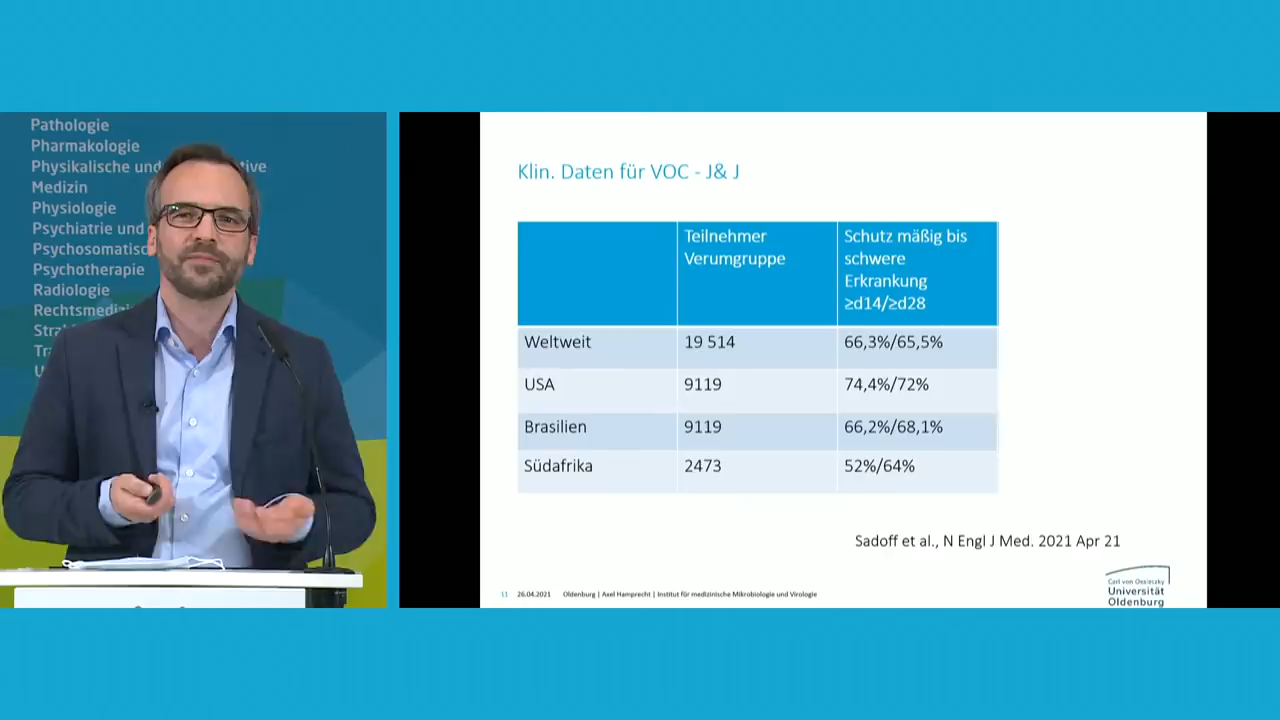 Pathologie
Pharmakologie
Physikalische und
Medizin
Physiologie
Psychiatrie und
Psychotherapie
Radiologie
Klin. Daten für VOC - J& J
Teilnehmer
Verumgruppe
Schutz mäßig bis
schwere
Erkrankung
≥d14/≥d28
Weltweit 19 514 66,3%/65,5%
USA 9119 74,4%/72%
Brasilien 9119 66,2%/68,1%
Südafrika 2473 52%/64%
Sadoff et al., N Engl J Med. 2021 Apr 21
11 26.04.2021 Oldenburg | Axel Hamprecht | Institut für medizinische Mikrobiologie und Virologie
Carl von Ossietzky
Universität
Oldenburg